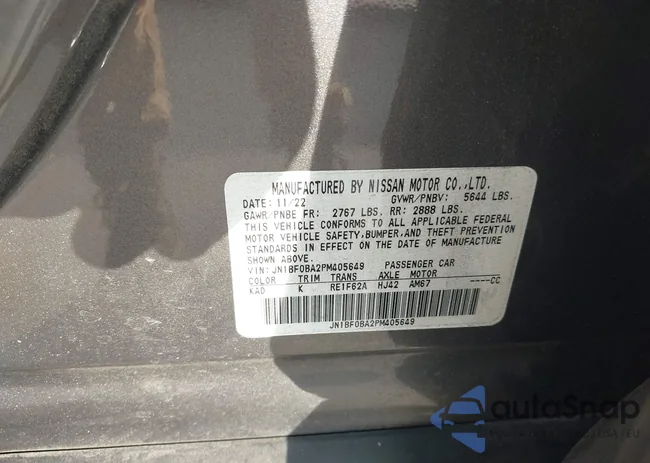 MANUFACTURED BY NISSAN MOTOR CO.,LTD.
DATE: 11/22 GVWR/PNBV: 5644 LBS.
GAWR/PNBE FR: 2767 LBS. RR: 2888 LBS.
THIS VEHICLE CONFORMS TO ALL APPLICABLE FEDERAL
MOTOR VEHICLE SAFETY,BUMPER,AND THEFT PREVENTION
STANDARDS IN EFFECT ON THE DATE OF MANUFACTURE
SHOWN ABOVE.
VIN:JN1BF0BA2PM405649 PASSENGER CAR
COLOR TRIM TRANS AXLE MOTOR
KAD K RE1F62A HJ42 AM67 ----CC
JN1BF0BA2PM405649
autoSnap